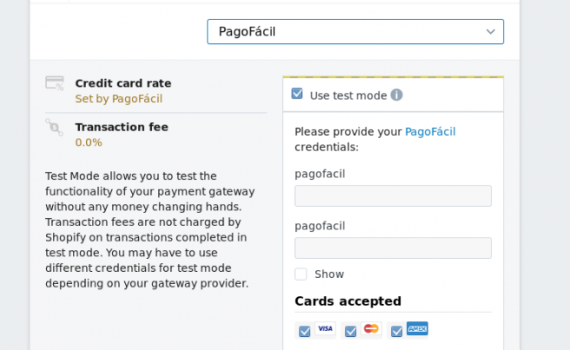 PagoFácil
Credit card rate
Set by PagoFácil
Transaction fee
0.0%
Test Mode allows you to test the
functionality of your payment gateway
without any money changing hands.
Transaction fees are not charged by
Shopify on transactions completed in
test mode. You may have to use
different credentials for test mode
depending on your gateway provider.
Use test mode
Please provide your PagoFácil
credentials:
pagofacil
pagofacil
Show
Cards accepted
VISA